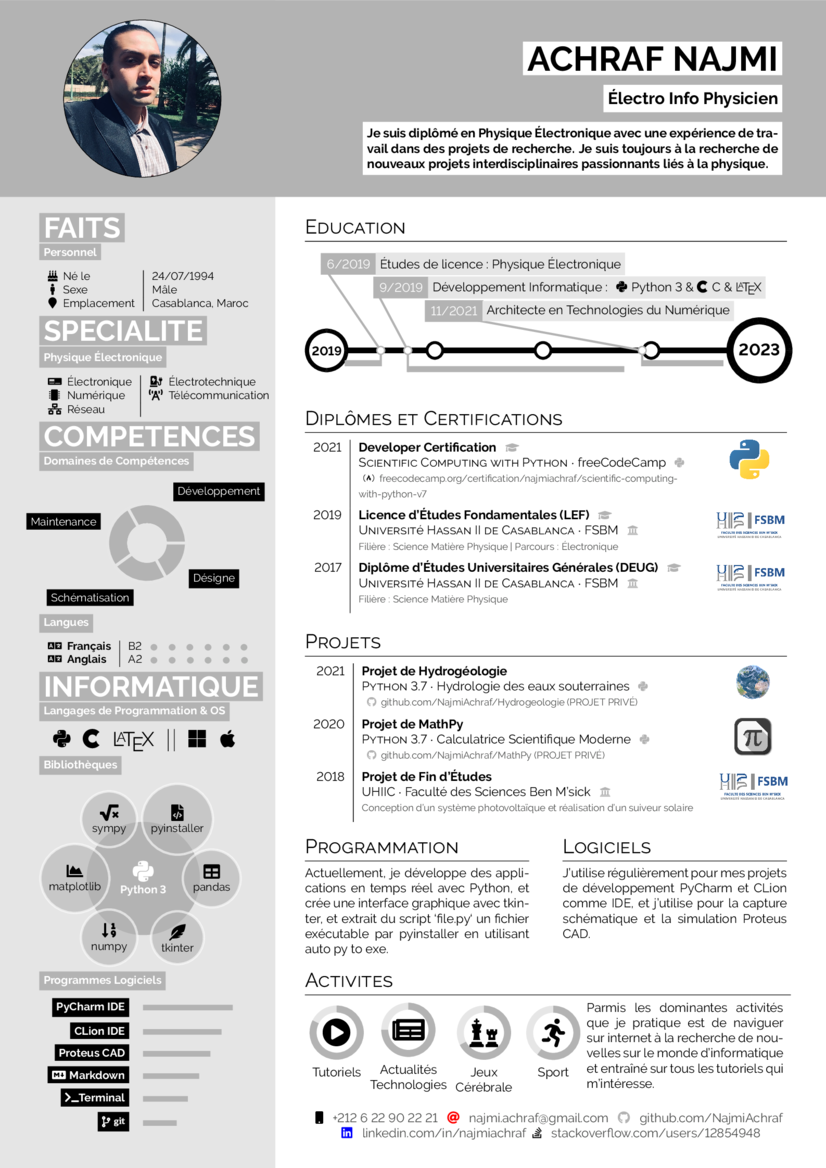 ACHRAF NAJMI
Électro Info Physicien
Je suis diplômé en Physique Électronique avec une expérience de tra-
vail dans des projets de recherche. Je suis toujours à la recherche de
nouveaux projets interdisciplinaires passionnants liés à la physique.
FAITS
Personnel
Né le 24/07/1994
Sexe Mâle
Emplacement Casablanca, Maroc
SPECIALITE
Physique Électronique
Électronique Électrotechnique
Numérique Télécommunication
Réseau
COMPETENCES
Domaines de Compétences
Développement
Maintenance
Désigne
Schématisation
Langues
Français B2
Anglais A2
INFORMATIQUE
Langages de Programmation & OS
LATEX
Bibliothèques
sympy pyinstaller
matplotlib Python 3 pandas
numpy tkinter
Programmes Logiciels
PyCharm IDE
CLion IDE
Proteus CAD
Markdown
Terminal
git
EDUCATION
6/2019 Études de licence : Physique Électronique
9/2019 Développement Informatique : Python 3 & C & LATEX
11/2021 Architecte en Technologies du Numérique
2019 2023
DIPLÔMES ET CERTIFICATIONS
2021 Developer Certification
SCIENTIFIC COMPUTING WITH PYTHON · freeCodeCamp
freecodecamp.org/certification/najmiachraf/scientific-computing-
with-python-v7
2019 Licence d'Études Fondamentales (LEF)
UNIVERSITé HASSAN II DE CASABLANCA · FSBM
Filière : Science Matière Physique | Parcours : Électronique
FSBM
2017 Diplôme d'Études Universitaires Générales (DEUG)
UNIVERSITé HASSAN II DE CASABLANCA · FSBM
Filière : Science Matière Physique
FSBM
PROJETS
2021 Projet de Hydrogéologie
PYTHON 3.7 · Hydrologie des eaux souterraines
github.com/NajmiAchraf/Hydrogeologie (PROJET PRIVÉ)
2020 Projet de MathPy
PYTHON 3.7 · Calculatrice Scientifique Moderne
github.com/NajmiAchraf/MathPy (PROJET PRIVÉ)
π
2018 Projet de Fin d'Études
UHIIC · Faculté des Sciences Ben M'sick
Conception d'un système photovoltaïque et réalisation d'un suiveur solaire
FSBM
PROGRAMMATION
Actuellement, je développe des appli-
cations en temps réel avec Python, et
crée une interface graphique avec tkin-
ter, et extrait du script 'file.py' un fichier
exécutable par pyinstaller en utilisant
auto py to exe.
LOGICIELS
J'utilise régulièrement pour mes projets
de développement PyCharm et CLion
comme IDE, et j'utilise pour la capture
schématique et la simulation Proteus
CAD.
ACTIVITES
Tutoriels
Actualités
Technologies
Jeux
Cérébrale
Sport
Parmis les dominantes activités
que je pratique est de naviguer
sur internet à la recherche de nou-
velles sur le monde d'informatique
et entraîné sur tous les tutoriels qui
m'intéresse.
+212 6 22 90 22 21 najmi.achraf@gmail.com github.com/NajmiAchraf
linkedin.com/in/najmiachraf stackoverflow.com/users/12854948